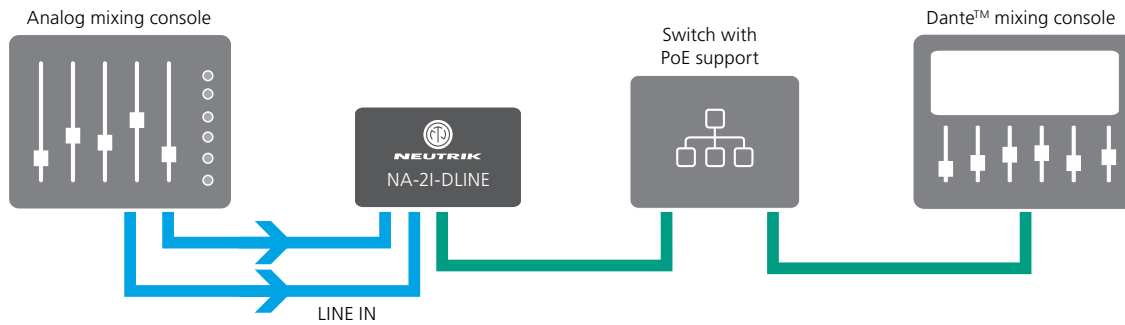 Analog mixing console
Switch with
PoE support
Dante™ mixing console
NEUTRIK
NA-2I-DLINE
LINE IN